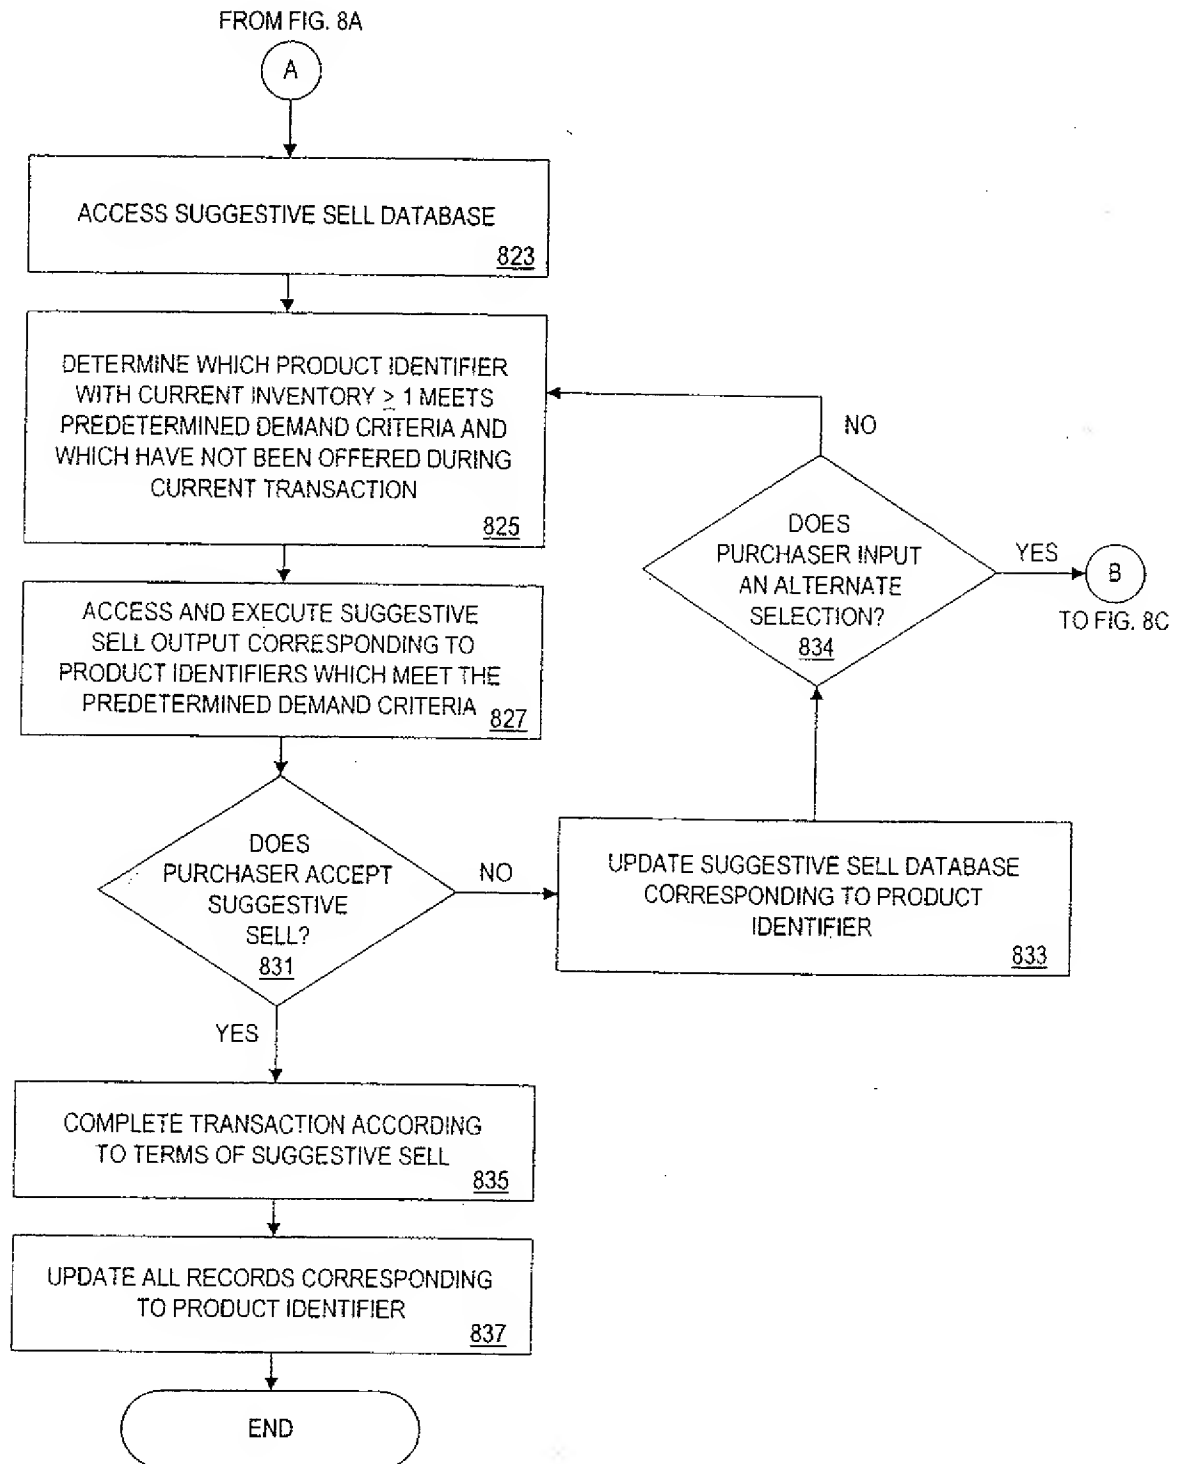 FROM FIG. 8A
A
ACCESS SUGGESTIVE SELL DATABASE
823
DETERMINE WHICH PRODUCT IDENTIFIER
WITH CURRENT INVENTORY ≥ 1 MEETS
PREDETERMINED DEMAND CRITERIA AND
WHICH HAVE NOT BEEN OFFERED DURING
CURRENT TRANSACTION
825
ACCESS AND EXECUTE SUGGESTIVE
SELL OUTPUT CORRESPONDING TO
PRODUCT IDENTIFIERS WHICH MEET THE
PREDETERMINED DEMAND CRITERIA
827
DOES
PURCHASER ACCEPT
SUGGESTIVE
SELL?
831
NO
UPDATE SUGGESTIVE SELL DATABASE
CORRESPONDING TO PRODUCT
IDENTIFIER
833
DOES
PURCHASER INPUT
AN ALTERNATE
SELECTION?
834
NO
YES
B
TO FIG. 8C
YES
COMPLETE TRANSACTION ACCORDING
TO TERMS OF SUGGESTIVE SELL
835
UPDATE ALL RECORDS CORRESPONDING
TO PRODUCT IDENTIFIER
837
END